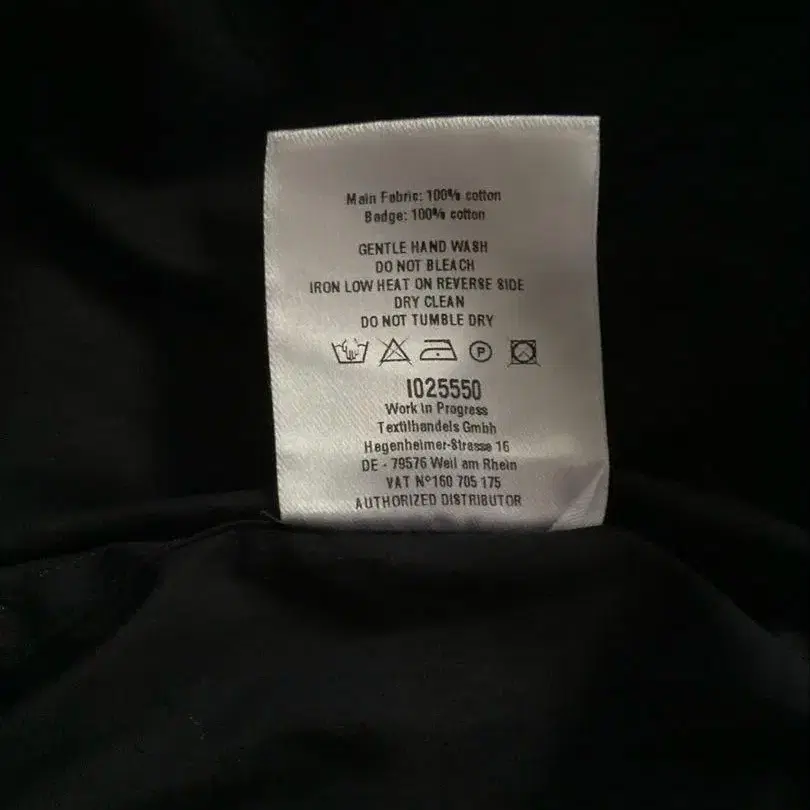 Main Fabric: 100% cotton
Badge: 100% cotton
GENTLE HAND WASH
DO NOT BLEACH
IRON LOW HEAT ON REVERSE SIDE
DRY CLEAN
DO NOT TUMBLE DRY
P
I025550
Work in Progress
Textilhandels Gmbh
Hegenheimer-Strasse 16
DE - 79576 Weil am Rhein
VAT N°160 705 175
AUTHORIZED DISTRIBUTOR